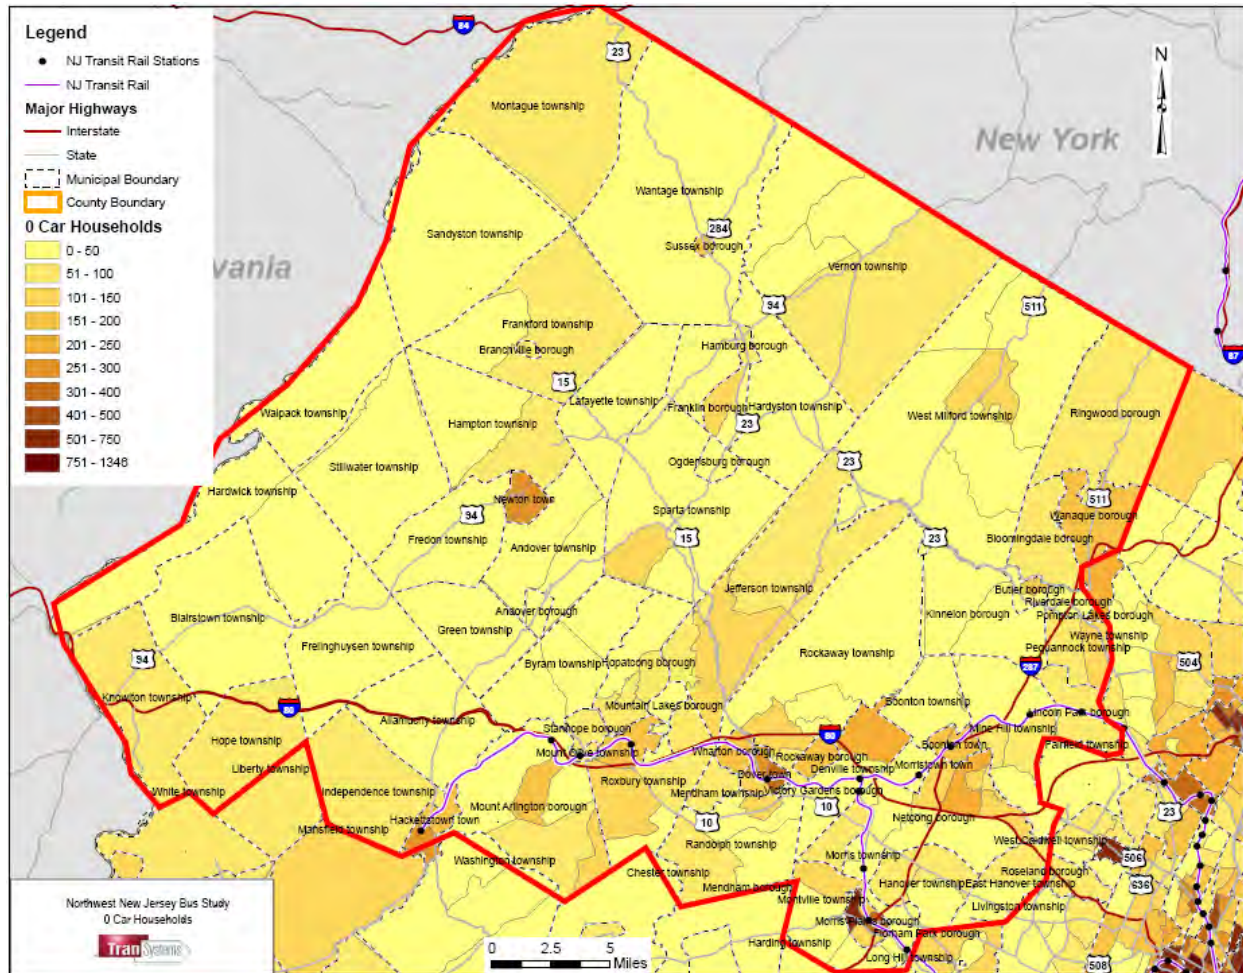 Legend
NJ Transit Rail Stations
NJ Transit Rail
Major Highways
Interstate
State
Municipal Boundary
County Boundary
0 Car Households
0 - 50
51 - 100
101 - 150
151 - 200
201 - 250
251 - 300
301 - 400
401 - 500
501 - 750
751 - 1346
84
23
N
New York
Montague township
Wantage township
284
Sussex borough
Sandyston township
vania
Vernon township
94
511
87
Frankford township
Branchville borough
Hamburg borough
15
Lafayette township
Walpack township
Franklin borough
Hardyston township
West Milford township
Ringwood borough
Hampton township
23
Stillwater township
Ogdensburg borough
23
Hardwick township
Newton town
511
94
Sparta township
Wanaque borough
Fredon township
Andover township
15
23
Bloomingdale borough
Jefferson township
Butler borough
Riverdale borough
Andover borough
Kinnelon borough
Pompton Lakes borough
Blairstown township
Green township
Wayne township
Frelinghuysen township
Pequannock township
Rockaway township
504
94
Byram township
Hopatcong borough
287
Knowlton township
Mountain Lakes borough
Boonton township
80
Allamuchy township
Lincoln Park borough
Stanhope borough
Mine Hill township
80
Hope township
Mount Olive township
Wharton borough
Rockaway borough
Boonton town
Fairfield township
Liberty township
Dover town
Denville township
Morristown town
Roxbury township
White township
Independence township
Mendham township
Victory Gardens borough
Mount Arlington borough
10
23
Hackettstown town
10
Netcong borough
Mansfield township
Randolph township
West Caldwell township
Washington township
Morris township
506
Chester township
Roseland borough
Hanover township
East Hanover township
636
Mendham borough
Montville township
Livingston township
Northwest New Jersey Bus Study
0 Car Households
TranSystems
Morris Plains borough
Florham Park borough
Harding township
Long Hill township
508
0 2.5 5
Miles